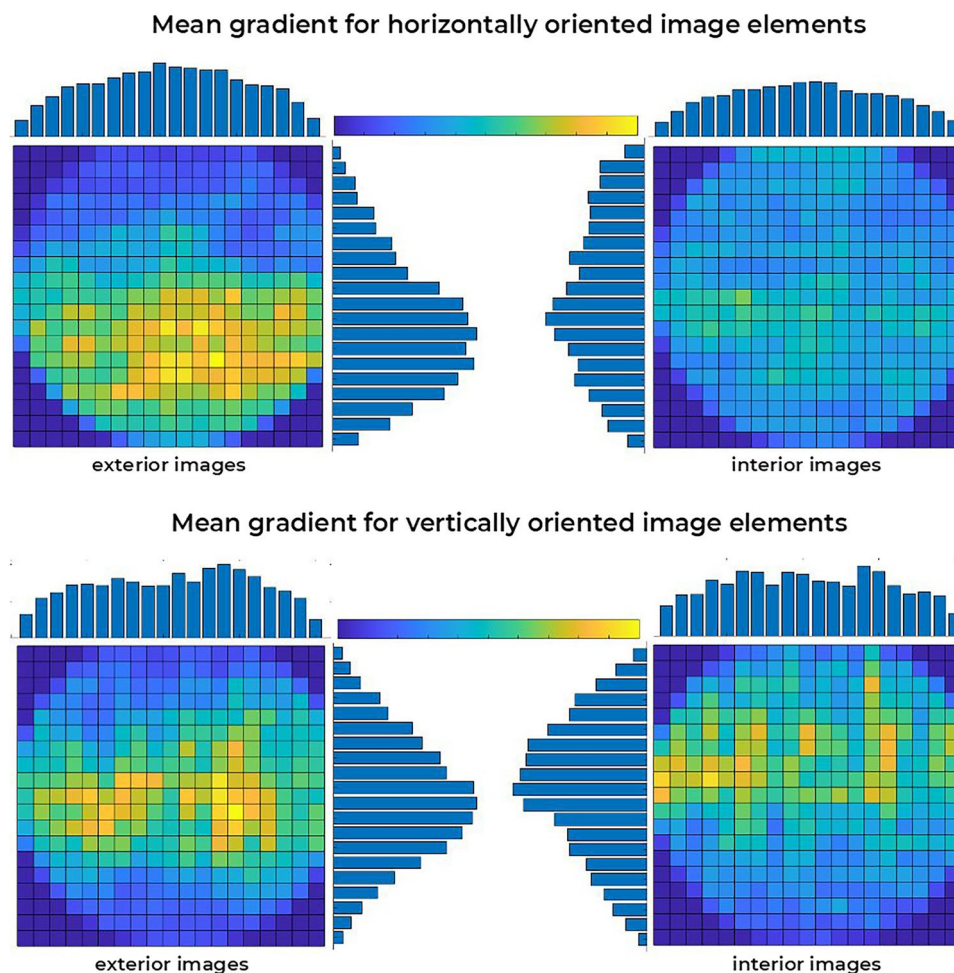 Mean gradient for horizontally oriented image elements
exterior images
interior images
Mean gradient for vertically oriented image elements
exterior images
interior images